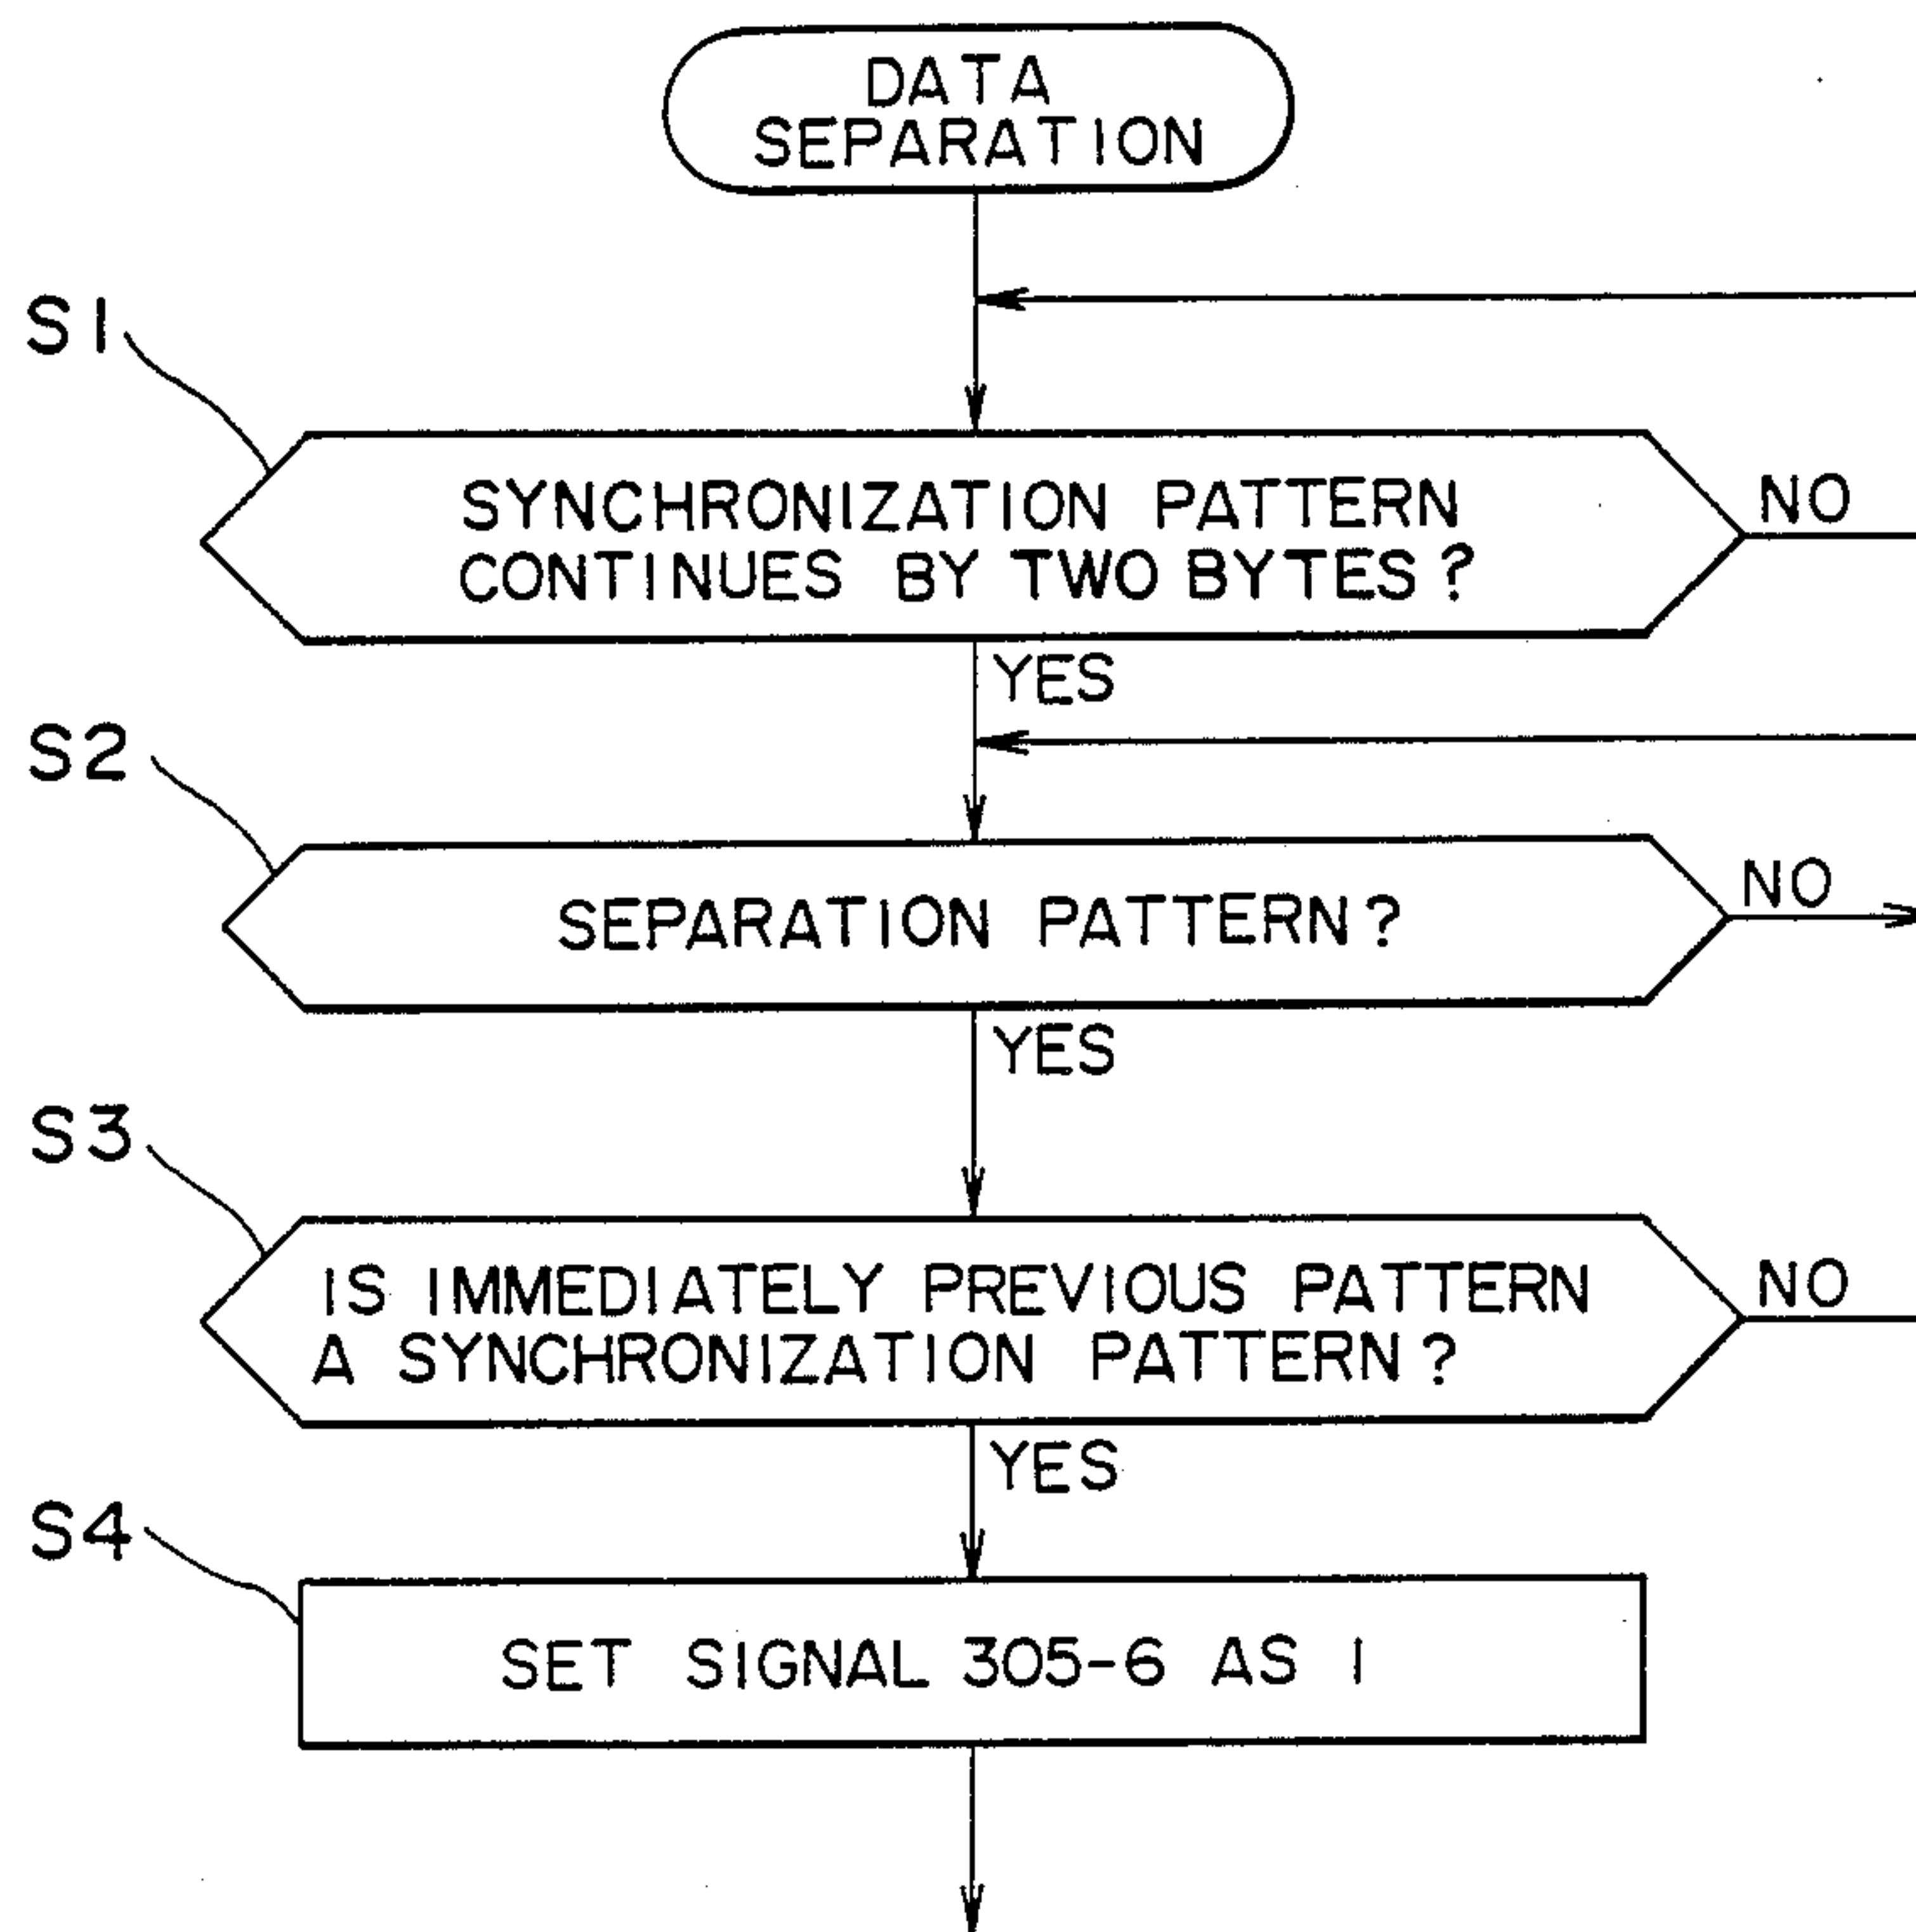 DATA
SEPARATION
S1
SYNCHRONIZATION PATTERN
CONTINUES BY TWO BYTES?
NO
YES
S2
SEPARATION PATTERN?
NO
YES
S3
IS IMMEDIATELY PREVIOUS PATTERN
A SYNCHRONIZATION PATTERN?
NO
YES
S4
SET SIGNAL 305-6 AS 1